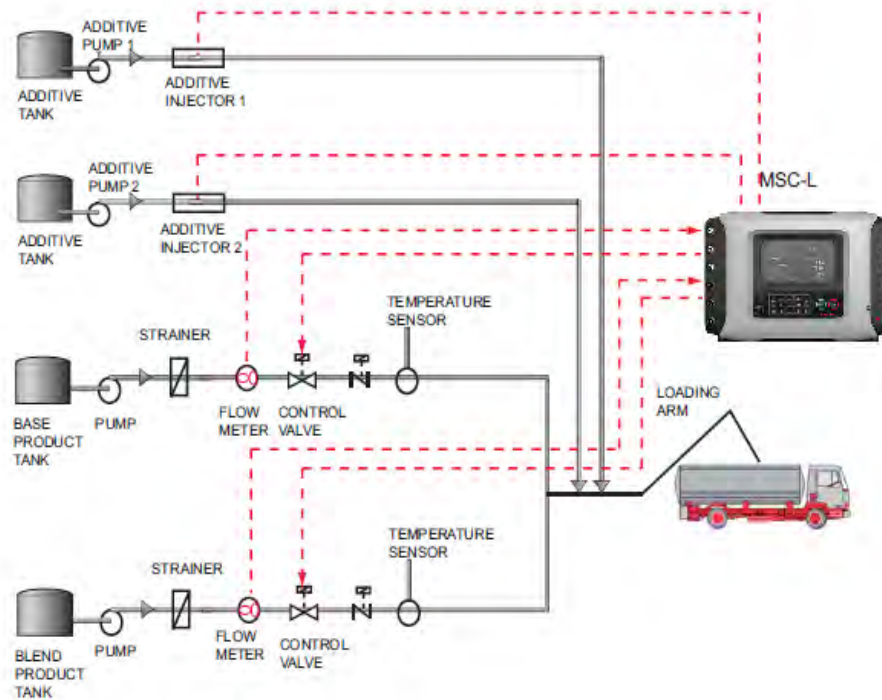 ADDITIVE
PUMP 1
ADDITIVE
TANK
ADDITIVE
INJECTOR 1
ADDITIVE
PUMP 2
ADDITIVE
TANK
ADDITIVE
INJECTOR 2
MSC-L
TEMPERATURE
SENSOR
STRAINER
BASE
PRODUCT
TANK
PUMP
FLOW
METER
CONTROL
VALVE
LOADING
ARM
TEMPERATURE
SENSOR
STRAINER
BLEND
PRODUCT
TANK
PUMP
FLOW
METER
CONTROL
VALVE